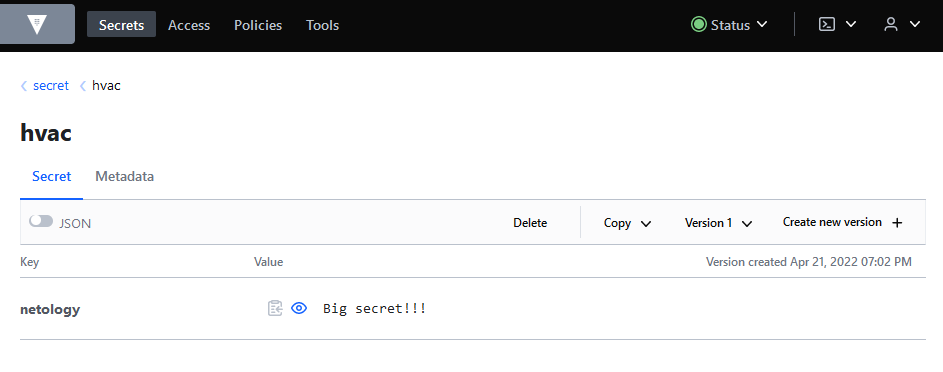 Secrets Access Policies Tools Status
secret hvac
hvac
Secret Metadata
JSON Delete Copy Version 1 Create new version
Key Value Version created Apr 21, 2022 07:02 PM
netology Big secret!!!